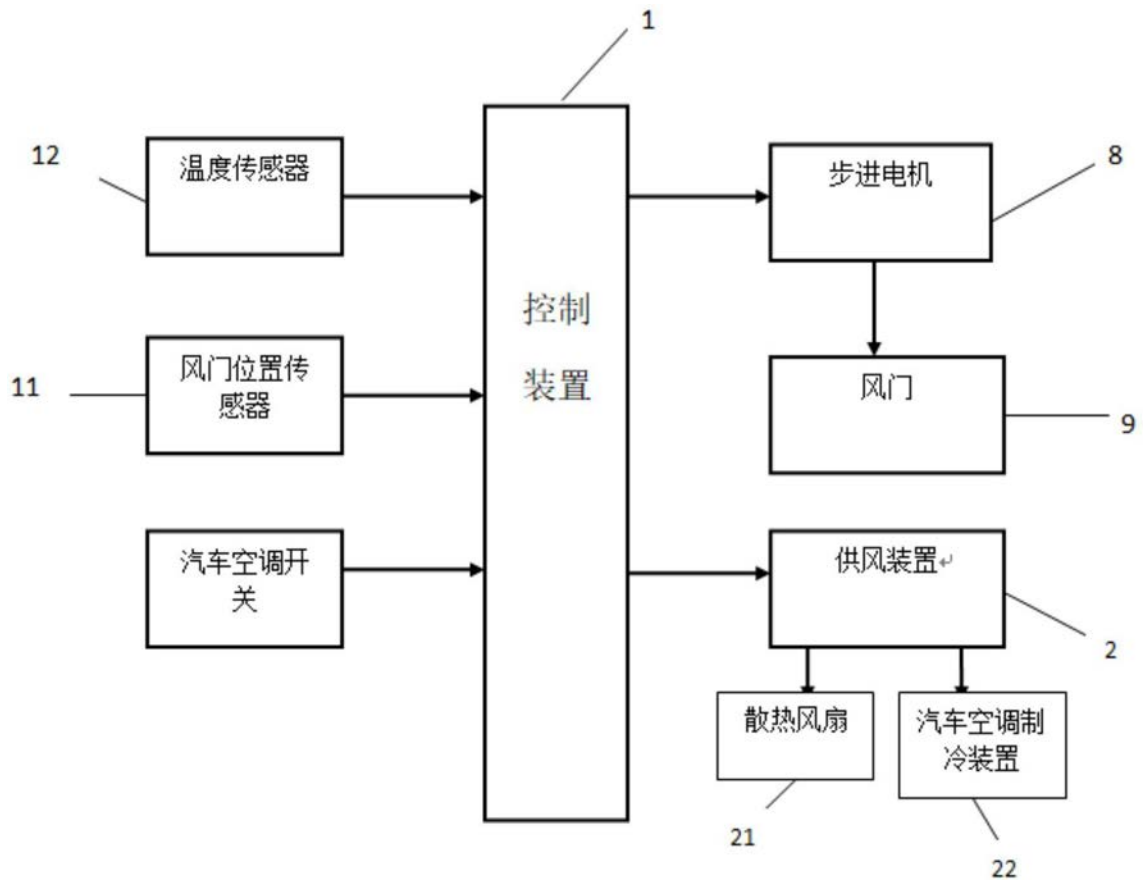 1
12
温度传感器
步进电机
8
控制
装置
11
风门位置传
感器
风门
9
汽车空调开
关
供风装置↵
2
散热风扇
汽车空调制
冷装置
21
22